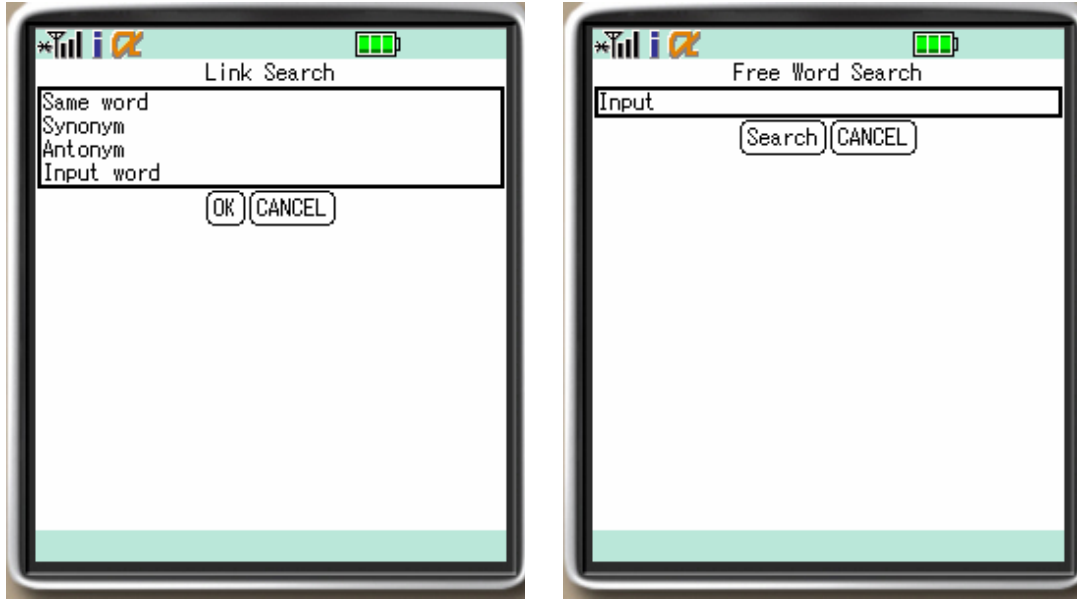 i α
Link Search
Same word
Synonym
Antonym
Input word
OK CANCEL
i α
Free Word Search
Input
Search CANCEL